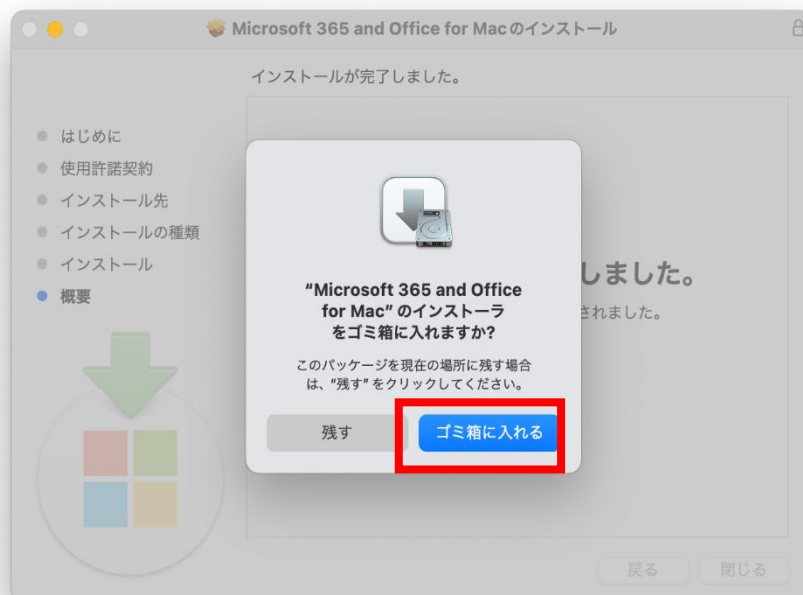 Microsoft 365 and Office for Macのインストール
インストールが完了しました。
はじめに
使用許諾契約
インストール先
インストールの種類
インストール
概要
しました。
されました。
“Microsoft 365 and Office
for Mac” のインストーラ
をゴミ箱に入れますか?
このパッケージを現在の場所に残す場合
は、“残す” をクリックしてください。
残す
ゴミ箱に入れる
戻る
閉じる